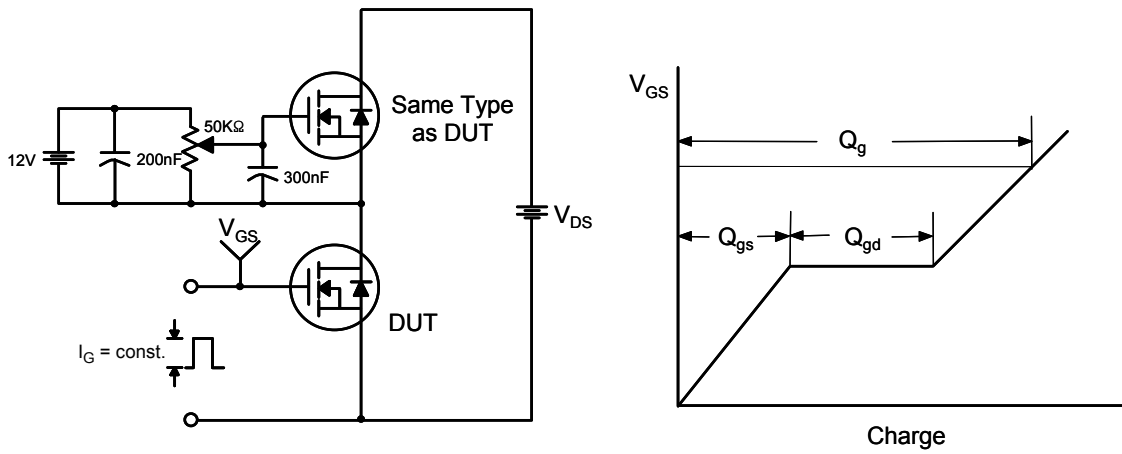 12V
200nF
50KΩ
300nF
Same Type
as DUT
V_DS
V_GS
DUT
I_G = const.
V_GS
Q_g
Q_gs
Q_gd
Charge